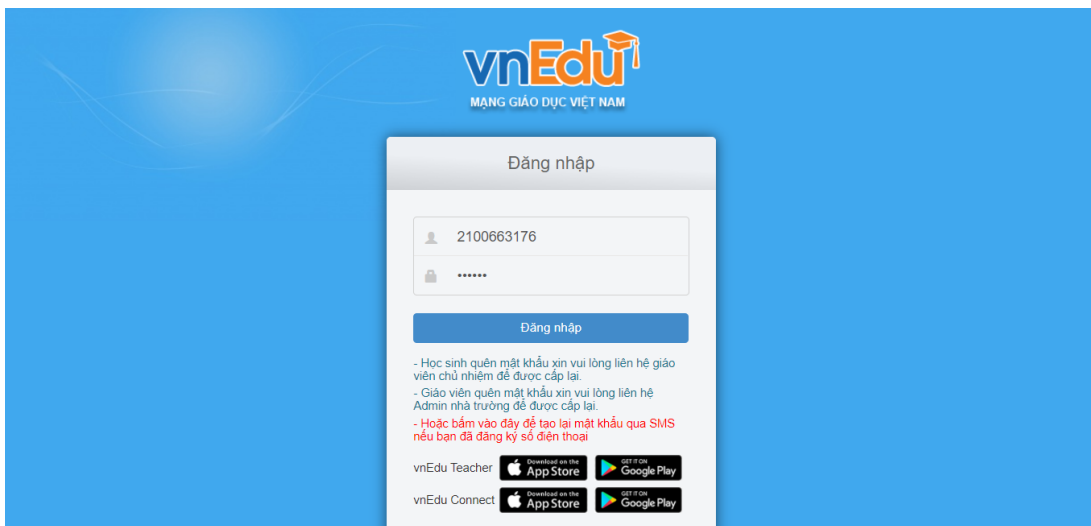 vnEdu
MẠNG GIÁO DỤC VIỆT NAM
Đăng nhập
2100663176
••••••
Đăng nhập
- Học sinh quên mật khẩu xin vui lòng liên hệ giáo
viên chủ nhiệm để được cấp lại.
- Giáo viên quên mật khẩu xin vui lòng liên hệ
Admin nhà trường để được cấp lại.
- Hoặc bấm vào đây để tạo lại mật khẩu qua SMS
nếu bạn đã đăng ký số điện thoại
vnEdu Teacher Download on the App Store GET IT ON Google Play
vnEdu Connect Download on the App Store GET IT ON Google Play